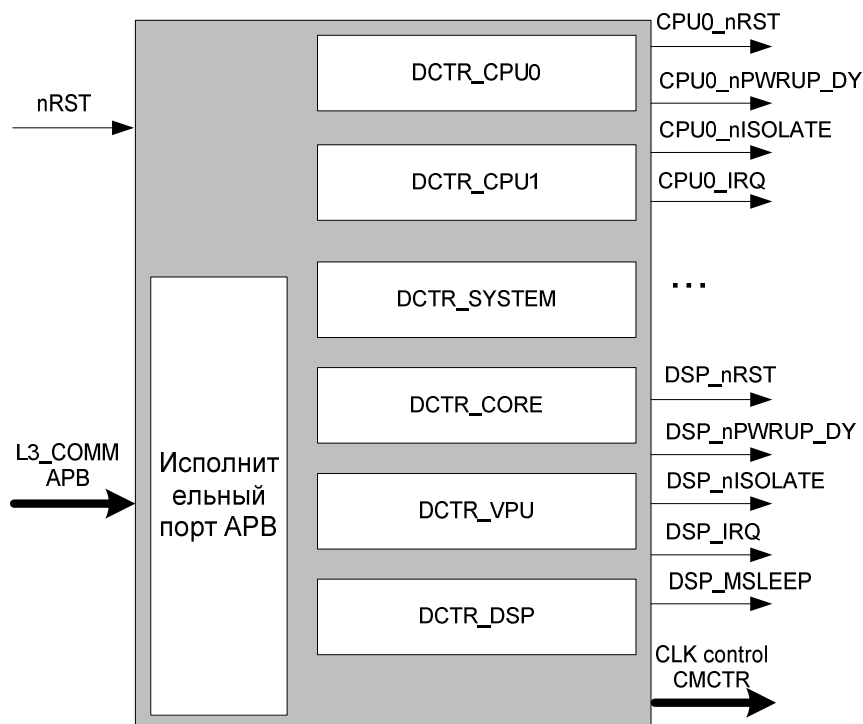 nRST
L3_COMM
APB
Исполнит
ельный
порт APB
DCTR_CPU0
DCTR_CPU1
DCTR_SYSTEM
DCTR_CORE
DCTR_VPU
DCTR_DSP
CPU0_nRST
CPU0_nPWRUP_DY
CPU0_nISOLATE
CPU0_IRQ
...
DSP_nRST
DSP_nPWRUP_DY
DSP_nISOLATE
DSP_IRQ
DSP_MSLEEP
CLK control
CMCTR